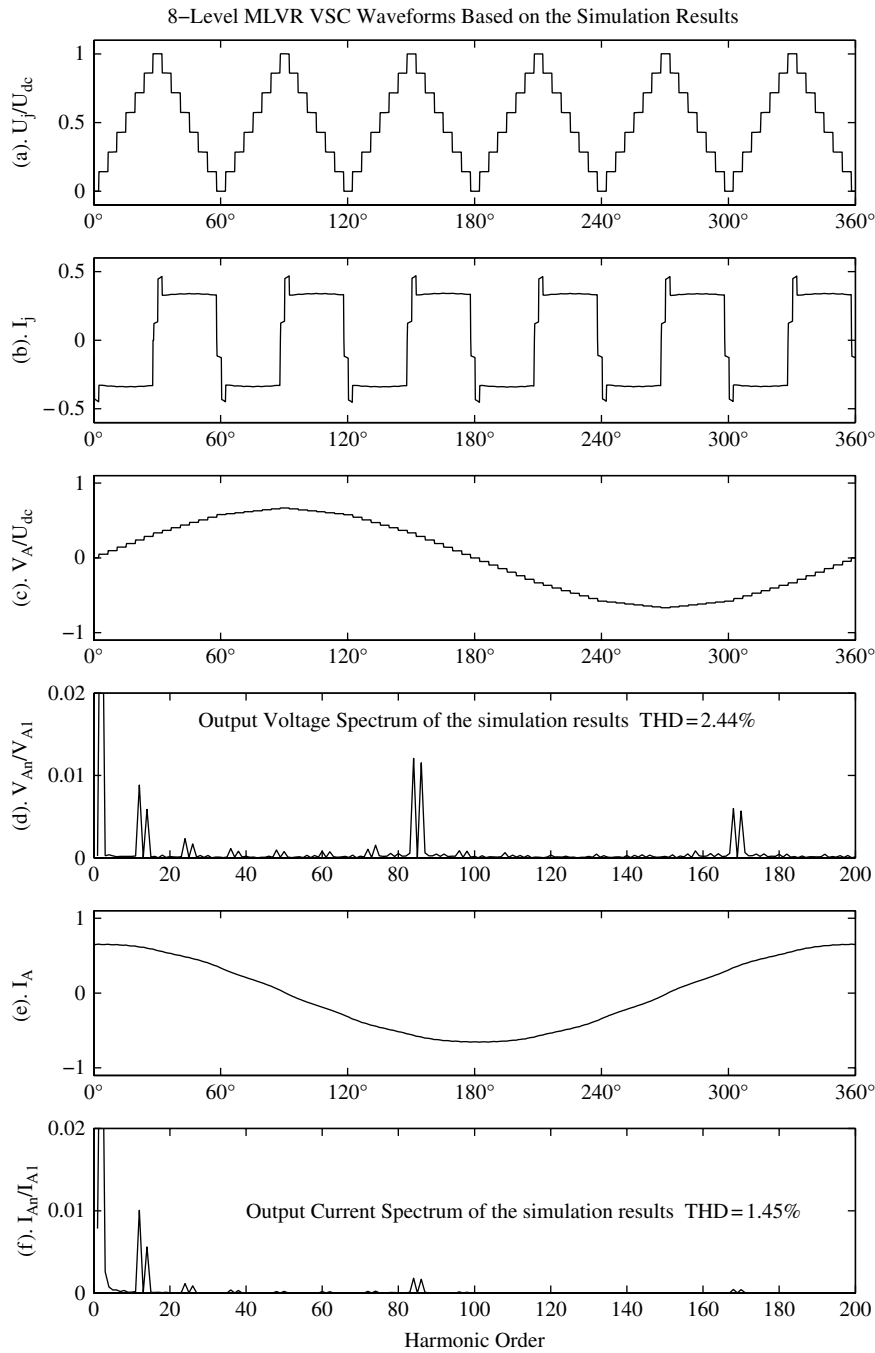 8−Level MLVR VSC Waveforms Based on the Simulation Results
(a). U_j/U_dc
1
0.5
0
0° 60° 120° 180° 240° 300° 360°
(b). I_j
0.5
0
−0.5
0° 60° 120° 180° 240° 300° 360°
(c). V_A/U_dc
1
0
−1
0° 60° 120° 180° 240° 300° 360°
(d). V_An/V_A1
0.02
0.01
0
Output Voltage Spectrum of the simulation results THD=2.44%
0 20 40 60 80 100 120 140 160 180 200
(e). I_A
1
0
−1
0° 60° 120° 180° 240° 300° 360°
(f). I_An/I_A1
0.02
0.01
0
Output Current Spectrum of the simulation results THD=1.45%
0 20 40 60 80 100 120 140 160 180 200
Harmonic Order